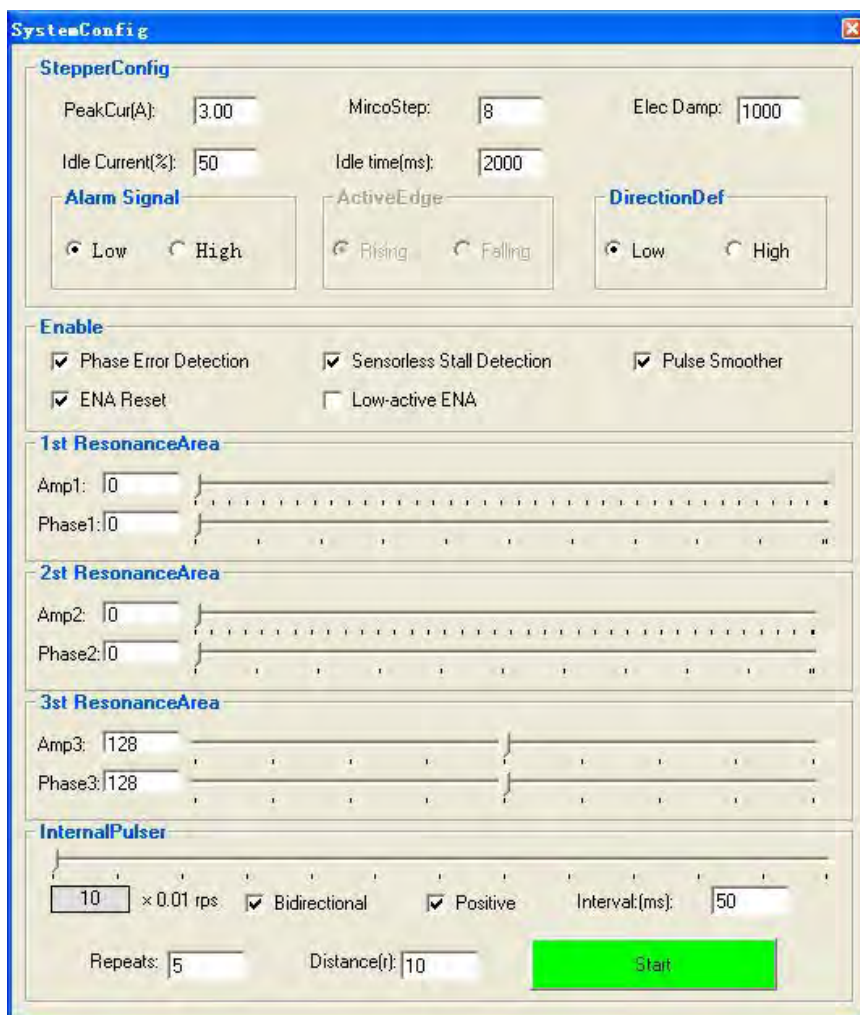 SystemConfig
StepperConfig
PeakCur(A): 3.00 MircoStep: 8 Elec Damp: 1000
Idle Current(%): 50 Idle time(ms): 2000
Alarm Signal ActiveEdge DirectionDef
Low High Rising Falling Low High
Enable
Phase Error Detection Sensorless Stall Detection Pulse Smoother
ENA Reset Low-active ENA
1st ResonanceArea
Amp1: 0
Phase1: 0
2st ResonanceArea
Amp2: 0
Phase2: 0
3st ResonanceArea
Amp3: 128
Phase3: 128
InternalPulser
10 × 0.01 rps Bidirectional Positive Interval:(ms): 50
Repeats: 5 Distance(r): 10 Start